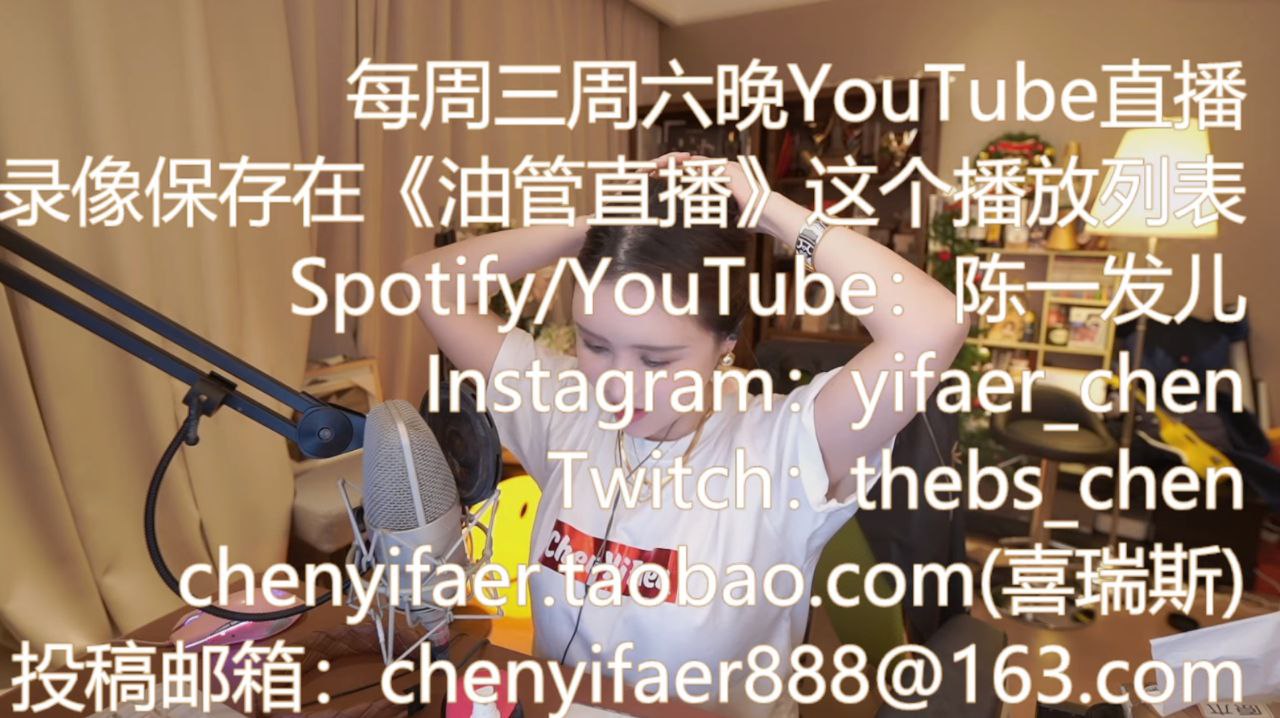 每周三周六晚YouTube直播
录像保存在《油管直播》这个播放列表
Spotify/YouTube：陈一发儿
Instagram：yifaer_chen
Twitch：thebs_chen
chenyifaer.taobao.com(喜瑞斯)
投稿邮箱：chenyifaer888@163.com